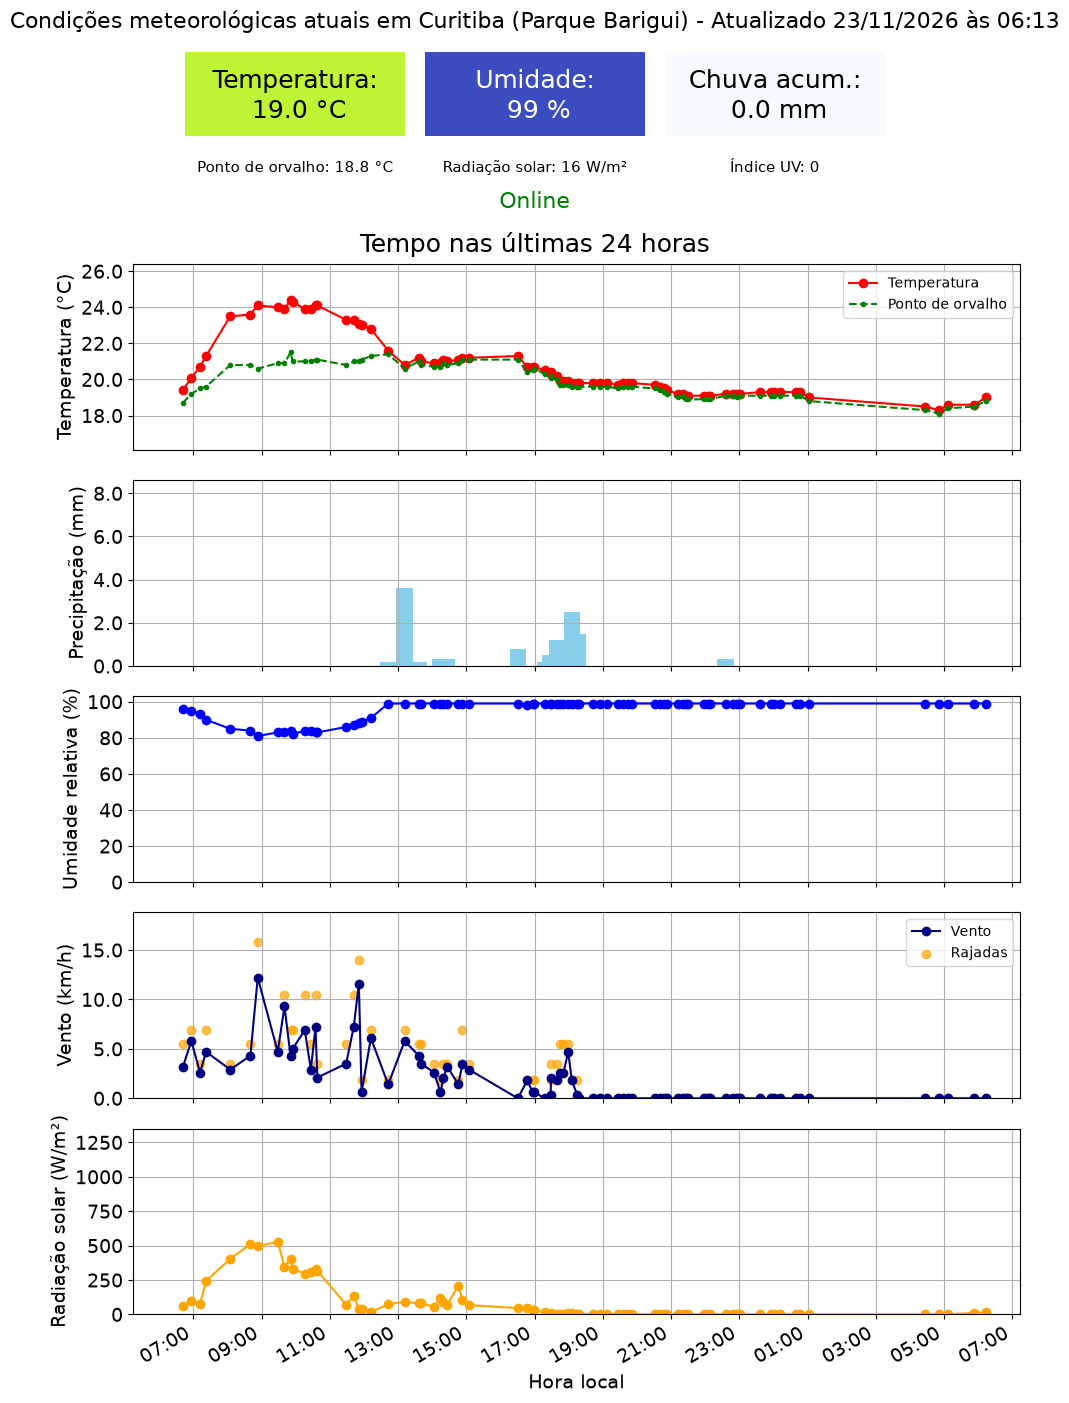 Condições meteorológicas atuais em Curitiba (Parque Barigui) - Atualizado 23/11/2026 às 06:13
Temperatura:
19.0 °C
Umidade:
99 %
Chuva acum.:
0.0 mm
Ponto de orvalho: 18.8 °C
Radiação solar: 16 W/m²
Índice UV: 0
Online
Tempo nas últimas 24 horas
Temperatura (°C)
26.0
24.0
22.0
20.0
18.0
Temperatura
Ponto de orvalho
Precipitação (mm)
8.0
6.0
4.0
2.0
0.0
Umidade relativa (%)
100
80
60
40
20
0
Vento (km/h)
15.0
10.0
5.0
0.0
Vento
Rajadas
Radiação solar (W/m²)
1250
1000
750
500
250
0
07:00 09:00 11:00 13:00 15:00 17:00 19:00 21:00 23:00 01:00 03:00 05:00 07:00
Hora local